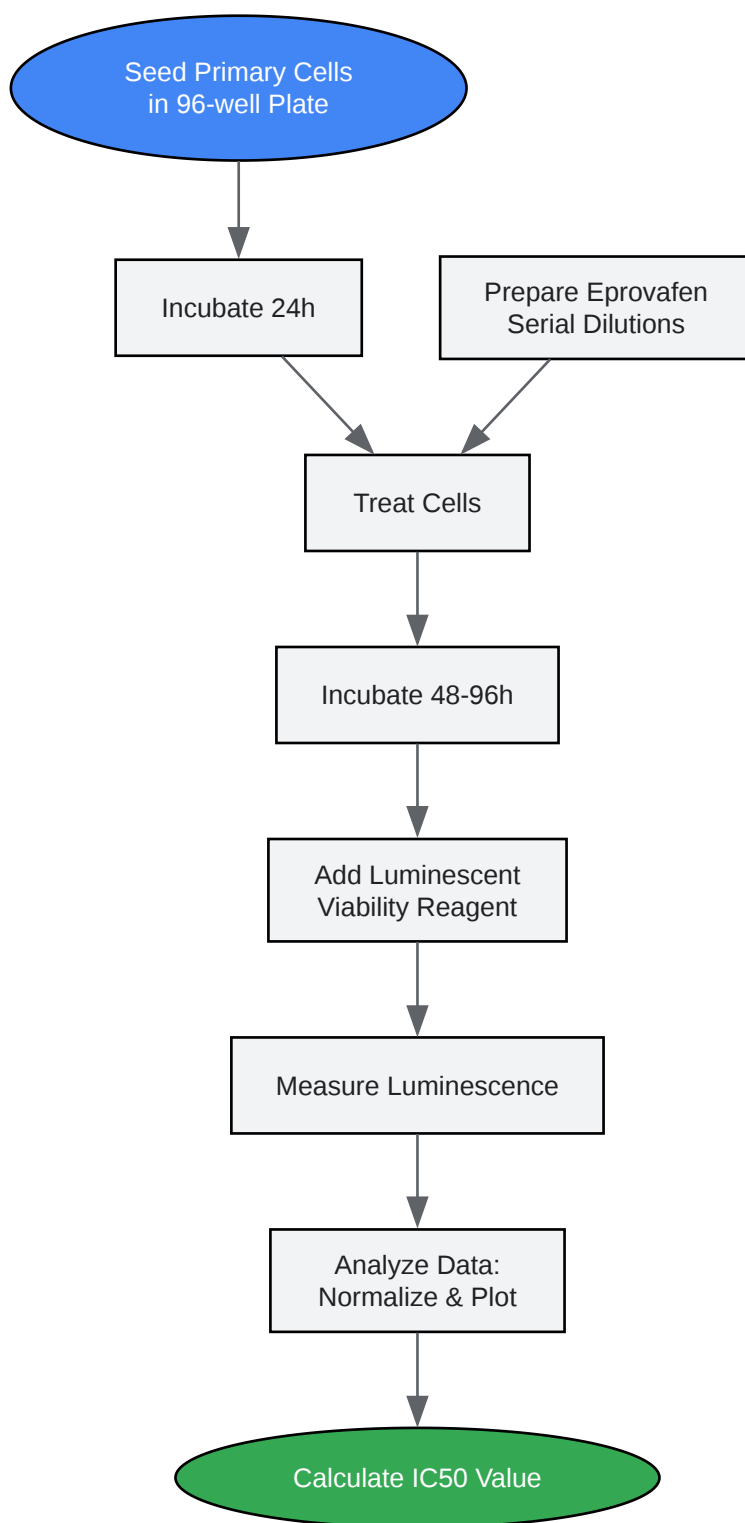 Seed Primary Cells
in 96-well Plate
Incubate 24h
Prepare Eprovafen
Serial Dilutions
Treat Cells
Incubate 48-96h
Add Luminescent
Viability Reagent
Measure Luminescence
Analyze Data:
Normalize & Plot
Calculate IC50 Value